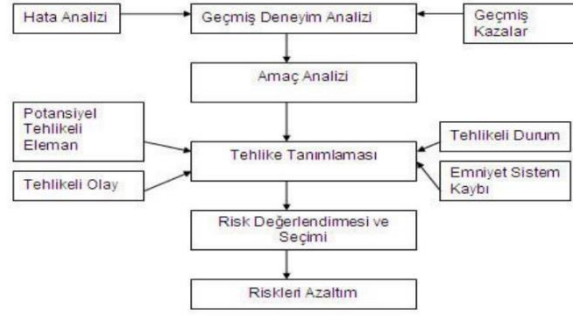 Hata Analizi
Geçmiş Deneyim Analizi
Geçmiş
Kazalar
Amaç Analizi
Potansiyel
Tehlikeli
Eleman
Tehlikeli Olay
Tehlike Tanımlaması
Tehlikeli Durum
Emniyet Sistem
Kaybı
Risk Değerlendirmesi ve
Seçimi
Riskleri Azaltım